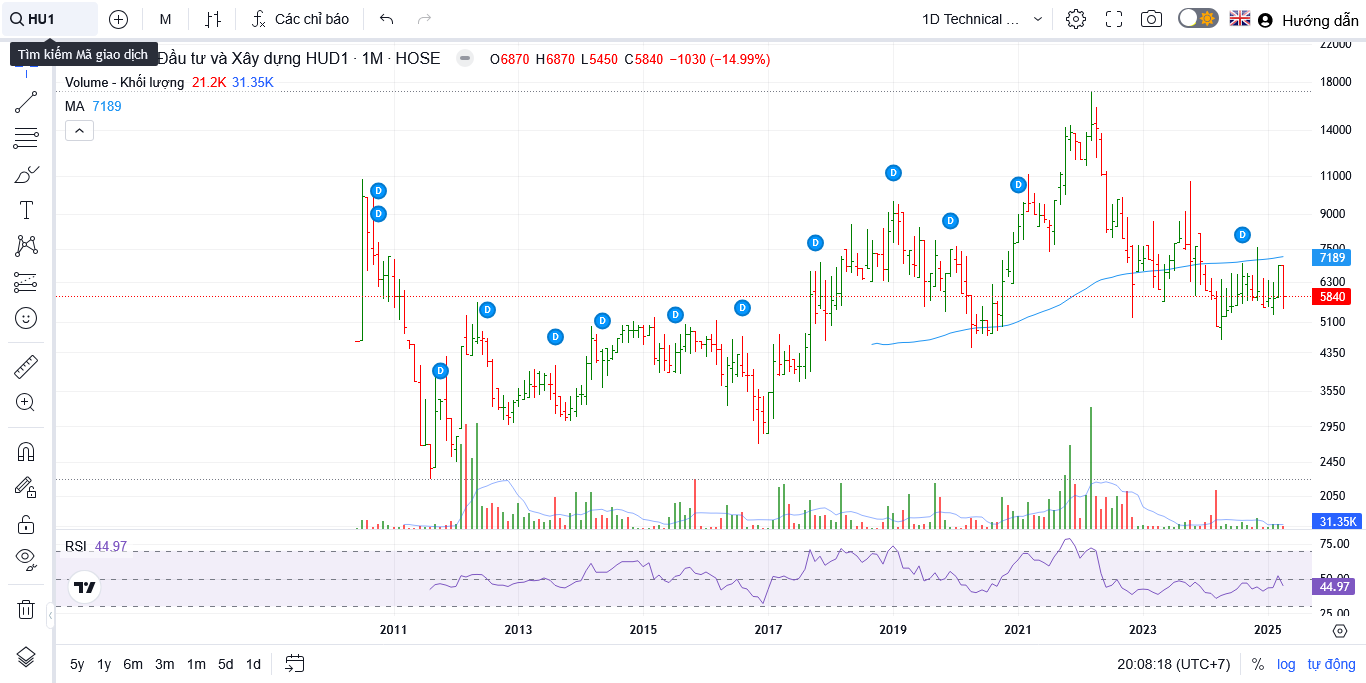 HU1
M
Các chỉ báo
1D Technical ...
Hướng dẫn
Tìm kiếm Mã giao dịch
Đầu tư và Xây dựng HUD1 · 1M · HOSE
O6870 H6870 L5450 C5840 −1030 (−14.99%)
Volume - Khối lượng 21.2K 31.35K
MA 7189
22000
18000
14000
11000
9000
7500
7189
6300
5840
5100
4350
3550
2950
2450
2050
31.35K
D
D
D
D
D
D
D
D
D
D
D
D
D
RSI 44.97
75.00
50.00
44.97
25.00
2011 2013 2015 2017 2019 2021 2023 2025
5y 1y 6m 3m 1m 5d 1d
20:08:18 (UTC+7) % log tự động